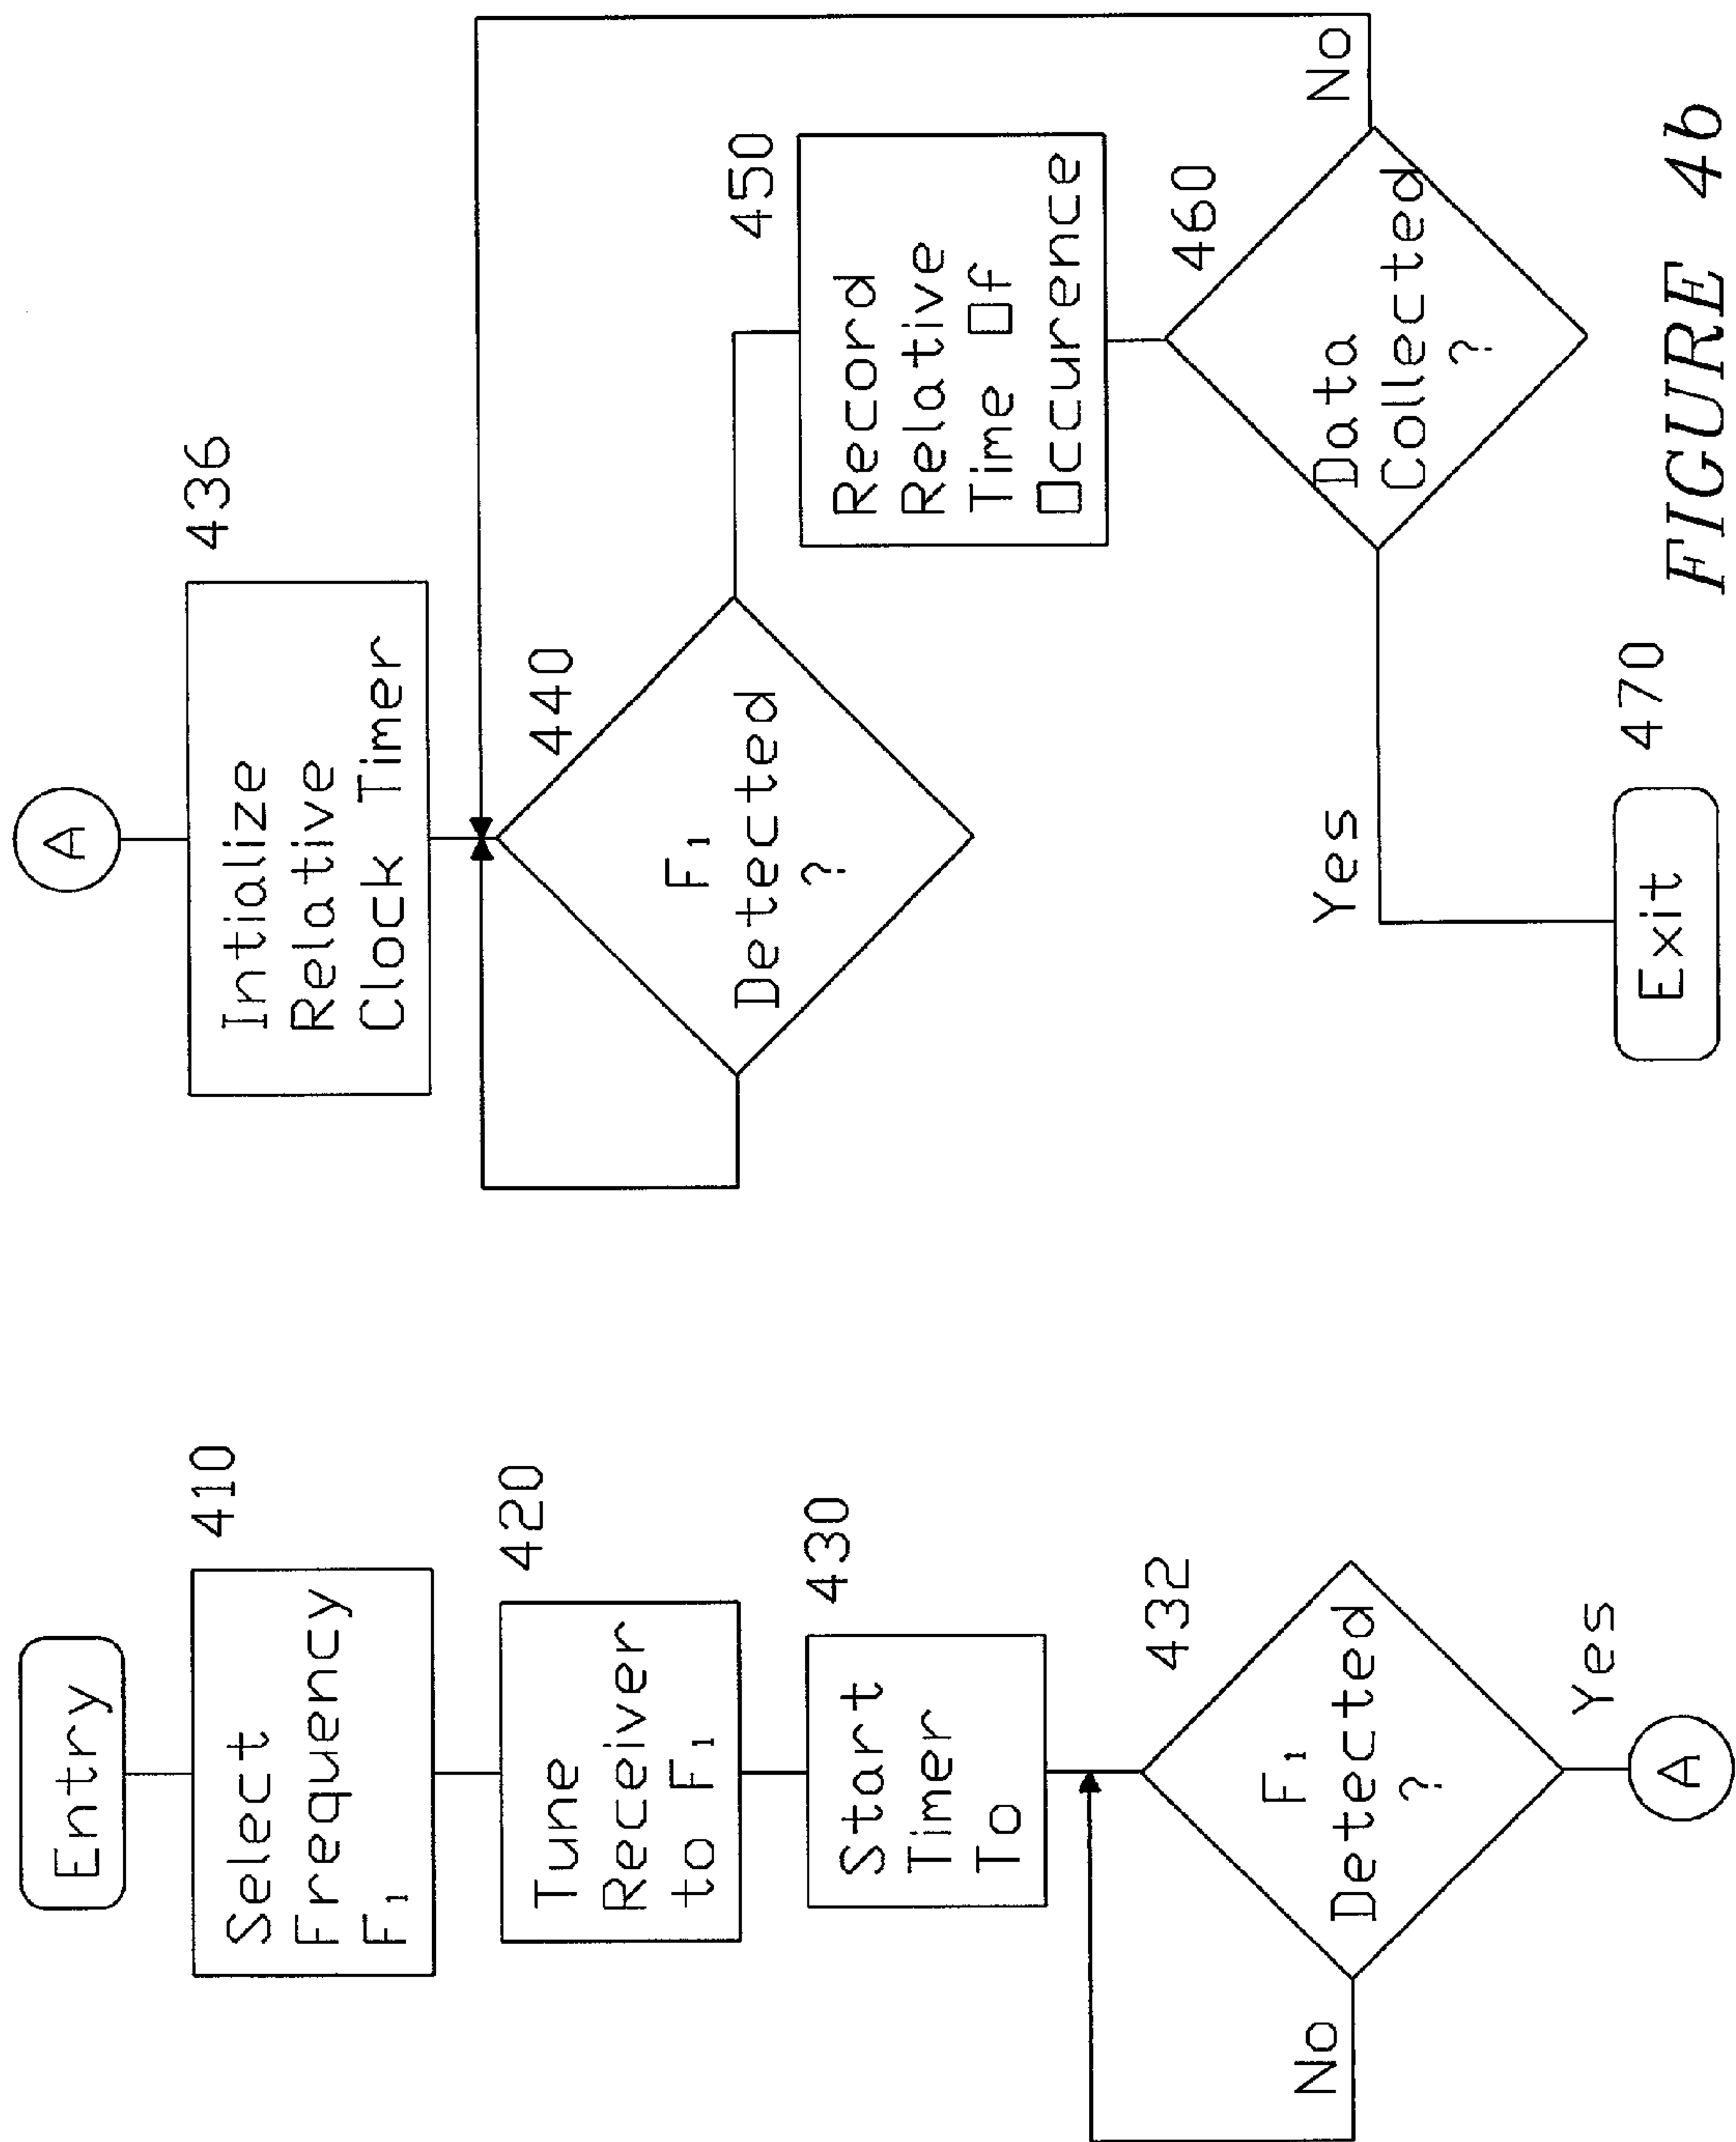 Entry
410
Select
Frequency
F₁
420
Tune
Receiver
to F₁
430
Start
Timer
To
432
F₁
Detected
?
No
Yes
A
A
436
Intialize
Relative
Clock Timer
440
F₁
Detected
?
450
Record
Relative
Time Of
Occurence
460
Data
Collected
?
No
Yes
Exit
470
FIGURE 4b